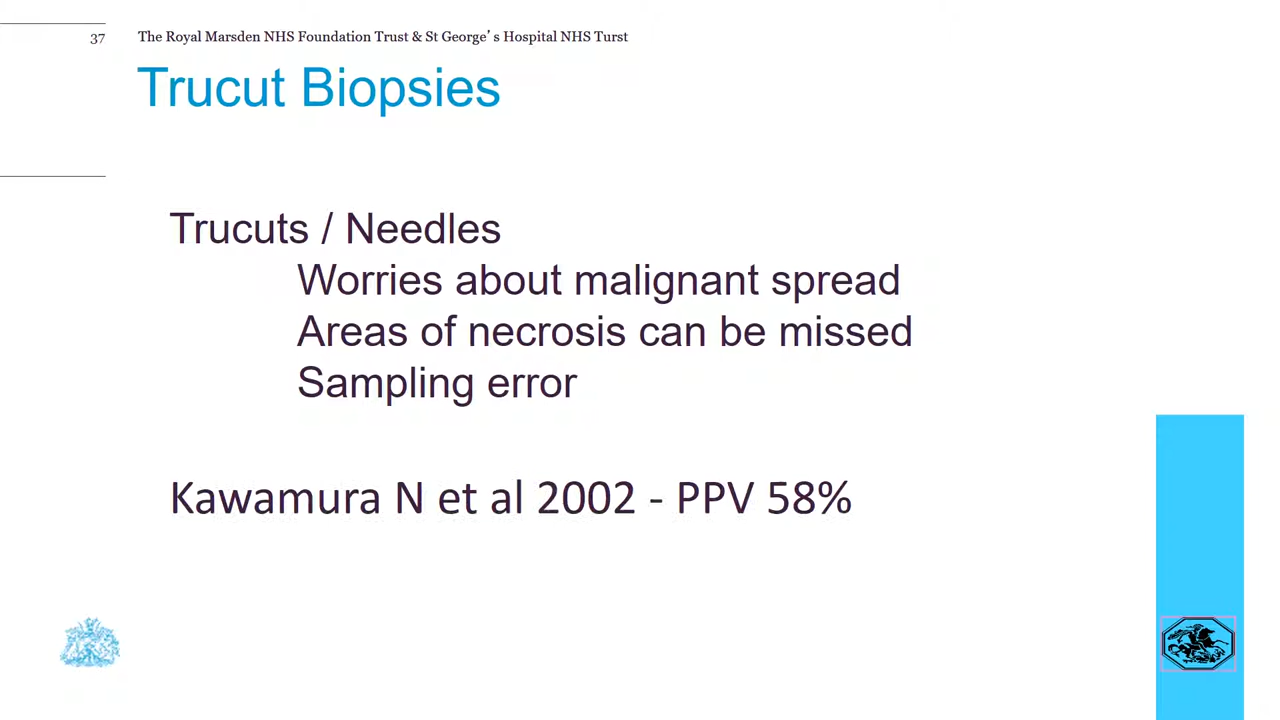 37
The Royal Marsden NHS Foundation Trust & St George's Hospital NHS Turst
Trucut Biopsies
Trucuts / Needles
Worries about malignant spread
Areas of necrosis can be missed
Sampling error
Kawamura N et al 2002 - PPV 58%